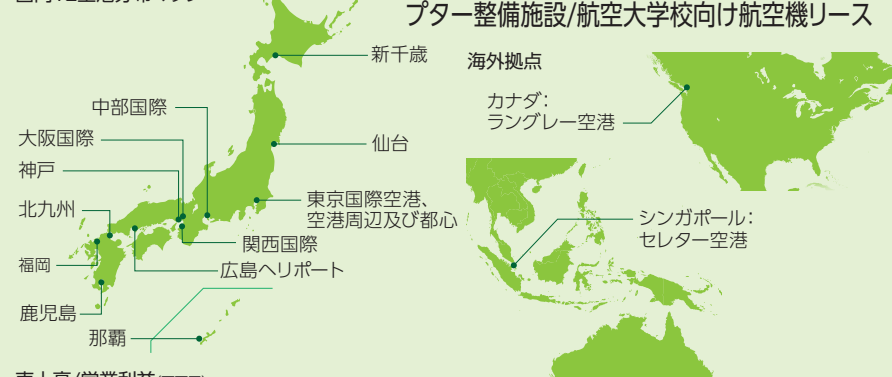 プター整備施設/航空大学校向け航空機リース
新千歳
中部国際
大阪国際
神戸
北九州
福岡
鹿児島
那覇
仙台
東京国際空港、
空港周辺及び都心
関西国際
広島ヘリポート
海外拠点
カナダ：
ラングレー空港
シンガポール：
セレター空港